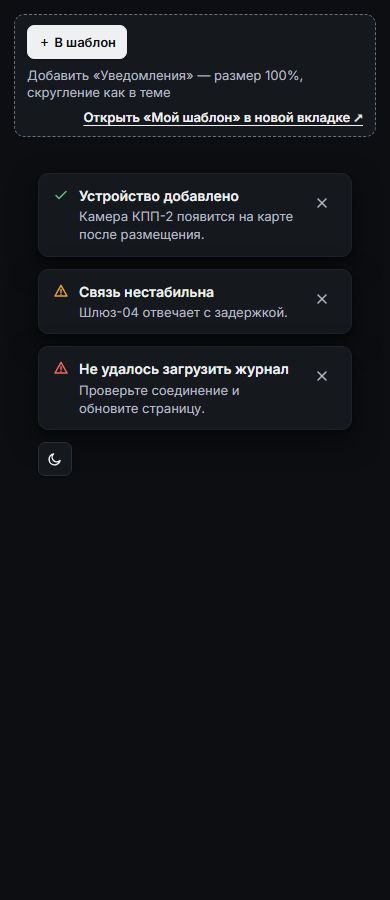 + В шаблон
Добавить «Уведомления» — размер 100%,
скругление как в теме
Открыть «Мой шаблон» в новой вкладке ↗
Устройство добавлено
Камера КПП-2 появится на карте
после размещения.
Связь нестабильна
Шлюз-04 отвечает с задержкой.
Не удалось загрузить журнал
Проверьте соединение и
обновите страницу.